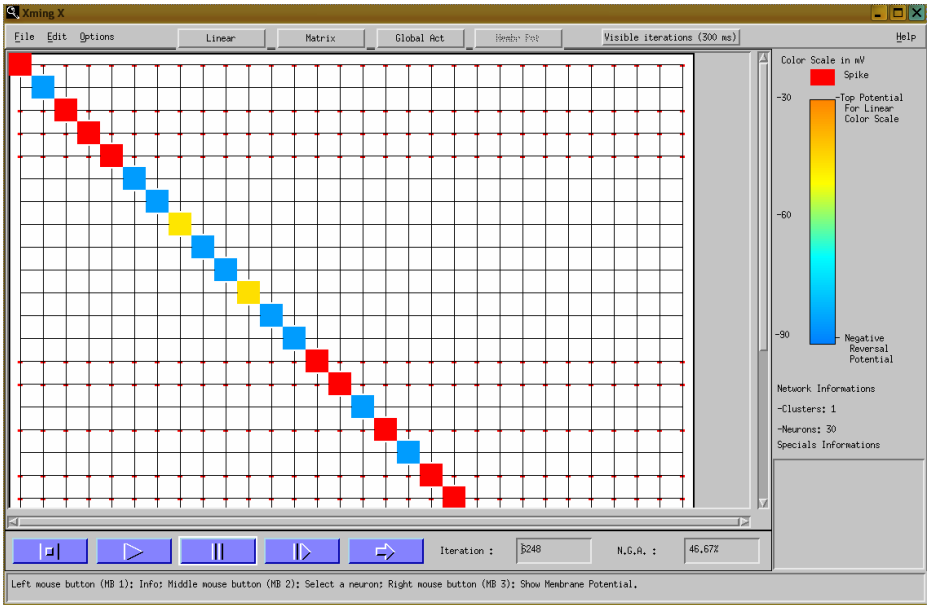 Xming X
File Edit Options Linear Matrix Global Act Membr Pot Visible iterations (300 ms) Help
Color Scale in mV
Spike
-30
-Top Potential
For Linear
Color Scale
-60
-90
- Negative
Reversal
Potential
Network Informations
-Clusters: 1
-Neurons: 30
Specials Informations
Iteration : 6248 N.G.A. : 46.67%
Left mouse button (MB 1): Info; Middle mouse button (MB 2): Select a neuron; Right mouse button (MB 3): Show Membrane Potential.